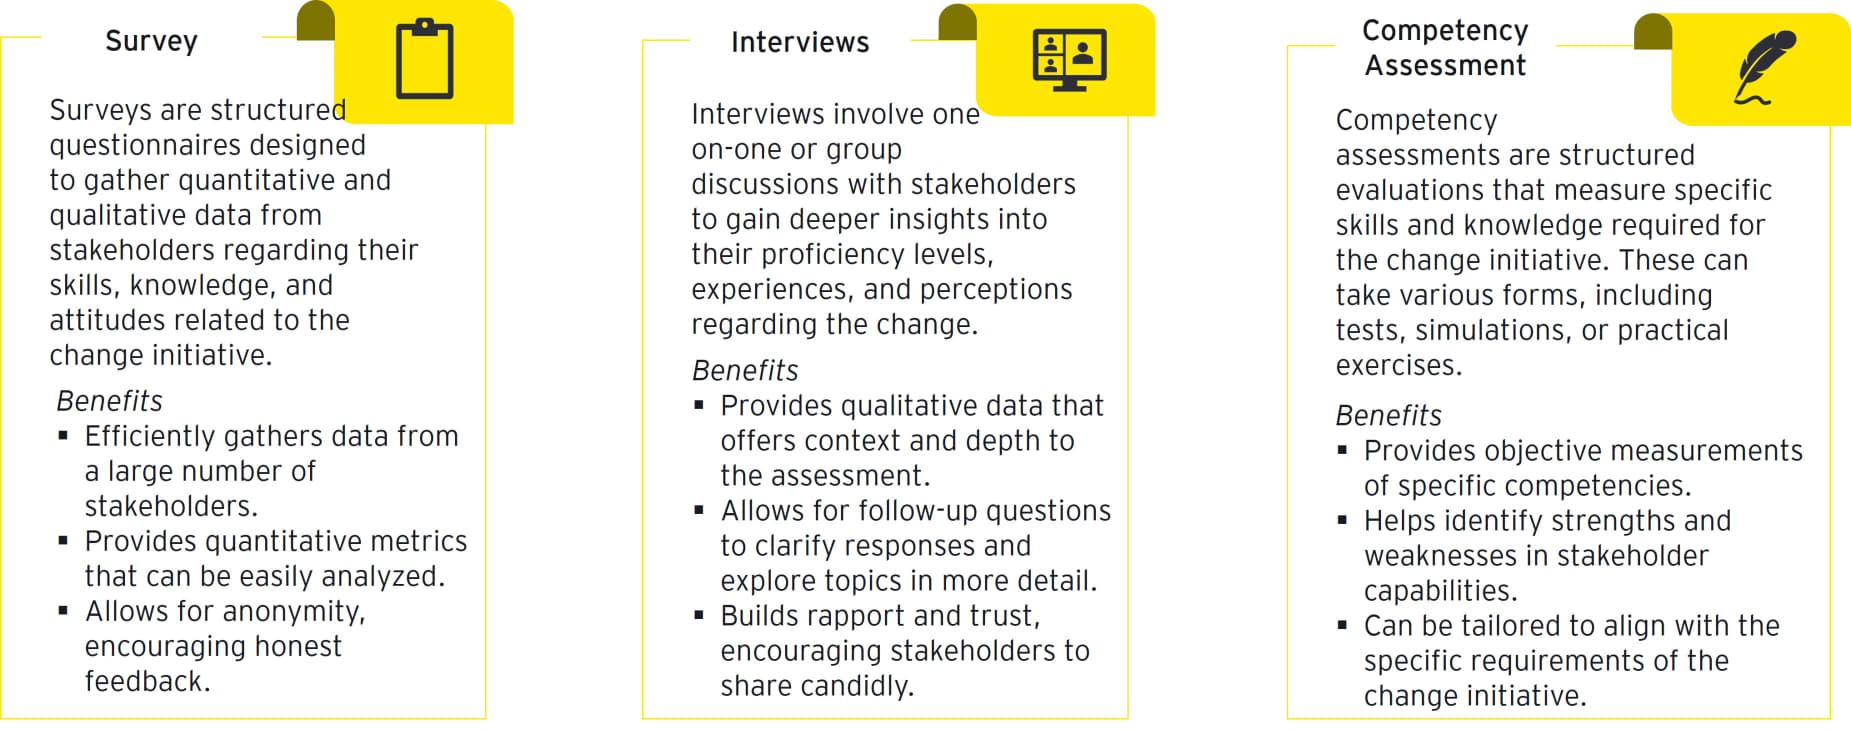 Survey
Surveys are structured
questionnaires designed
to gather quantitative and
qualitative data from
stakeholders regarding their
skills, knowledge, and
attitudes related to the
change initiative.
Benefits
▪ Efficiently gathers data from
a large number of
stakeholders.
▪ Provides quantitative metrics
that can be easily analyzed.
▪ Allows for anonymity,
encouraging honest
feedback.
Interviews
Interviews involve one
on-one or group
discussions with stakeholders
to gain deeper insights into
their proficiency levels,
experiences, and perceptions
regarding the change.
Benefits
▪ Provides qualitative data that
offers context and depth to
the assessment.
▪ Allows for follow-up questions
to clarify responses and
explore topics in more detail.
▪ Builds rapport and trust,
encouraging stakeholders to
share candidly.
Competency
Assessment
Competency
assessments are structured
evaluations that measure specific
skills and knowledge required for
the change initiative. These can
take various forms, including
tests, simulations, or practical
exercises.
Benefits
▪ Provides objective measurements
of specific competencies.
▪ Helps identify strengths and
weaknesses in stakeholder
capabilities.
▪ Can be tailored to align with the
specific requirements of the
change initiative.